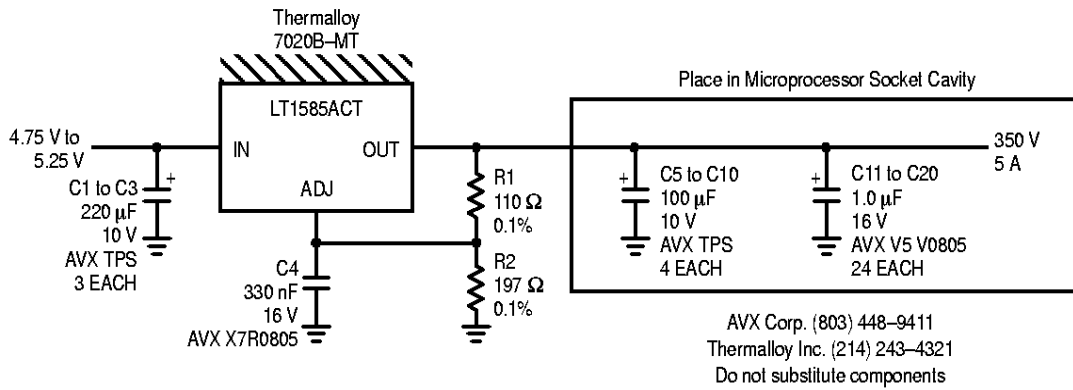 Thermalloy
7020B–MT
Place in Microprocessor Socket Cavity
LT1585ACT
4.75 V to
5.25 V
IN
OUT
ADJ
350 V
5 A
+
C1 to C3
220 µF
10 V
AVX TPS
3 EACH
R1
110 Ω
0.1%
+
C5 to C10
100 µF
10 V
AVX TPS
4 EACH
+
C11 to C20
1.0 µF
16 V
AVX V5 V0805
24 EACH
C4
330 nF
16 V
AVX X7R0805
R2
197 Ω
0.1%
AVX Corp. (803) 448–9411
Thermalloy Inc. (214) 243–4321
Do not substitute components